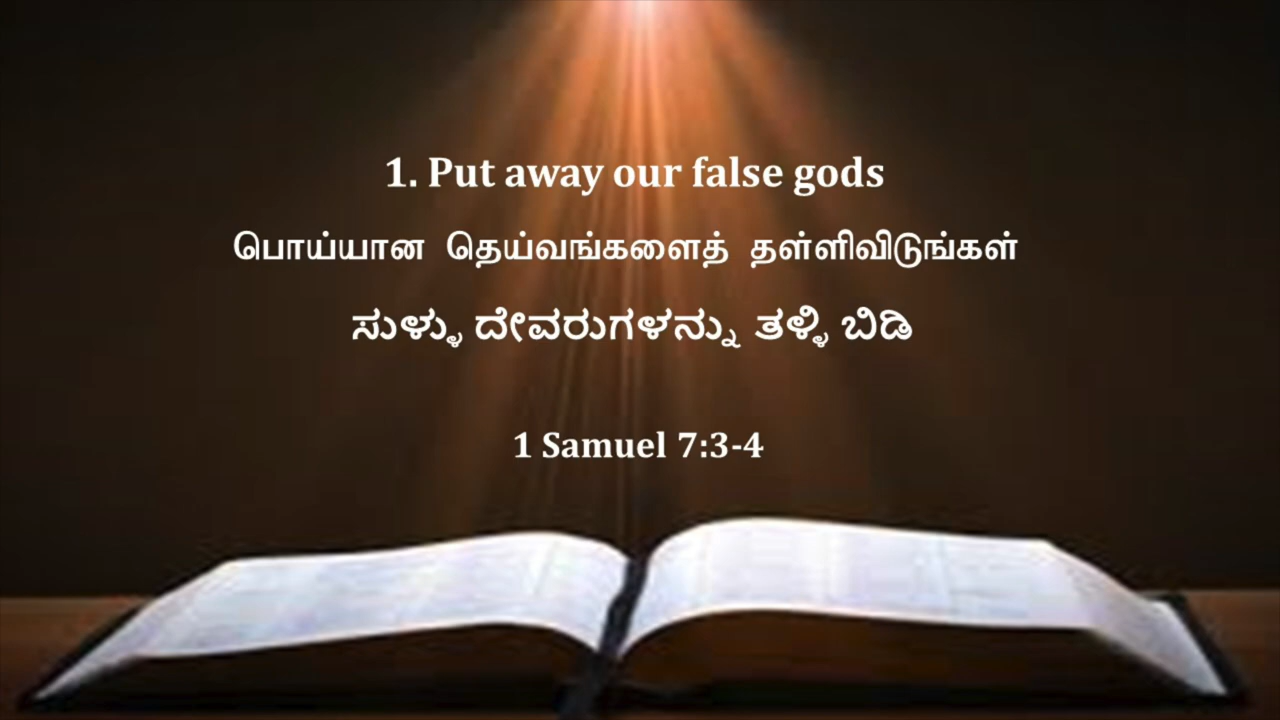 1. Put away our false gods
பொய்யான தெய்வங்களைத் தள்ளிவிடுங்கள்
ಸುಳ್ಳು ದೇವರುಗಳನ್ನು ತಳ್ಳಿ ಬಿಡಿ
1 Samuel 7:3-4